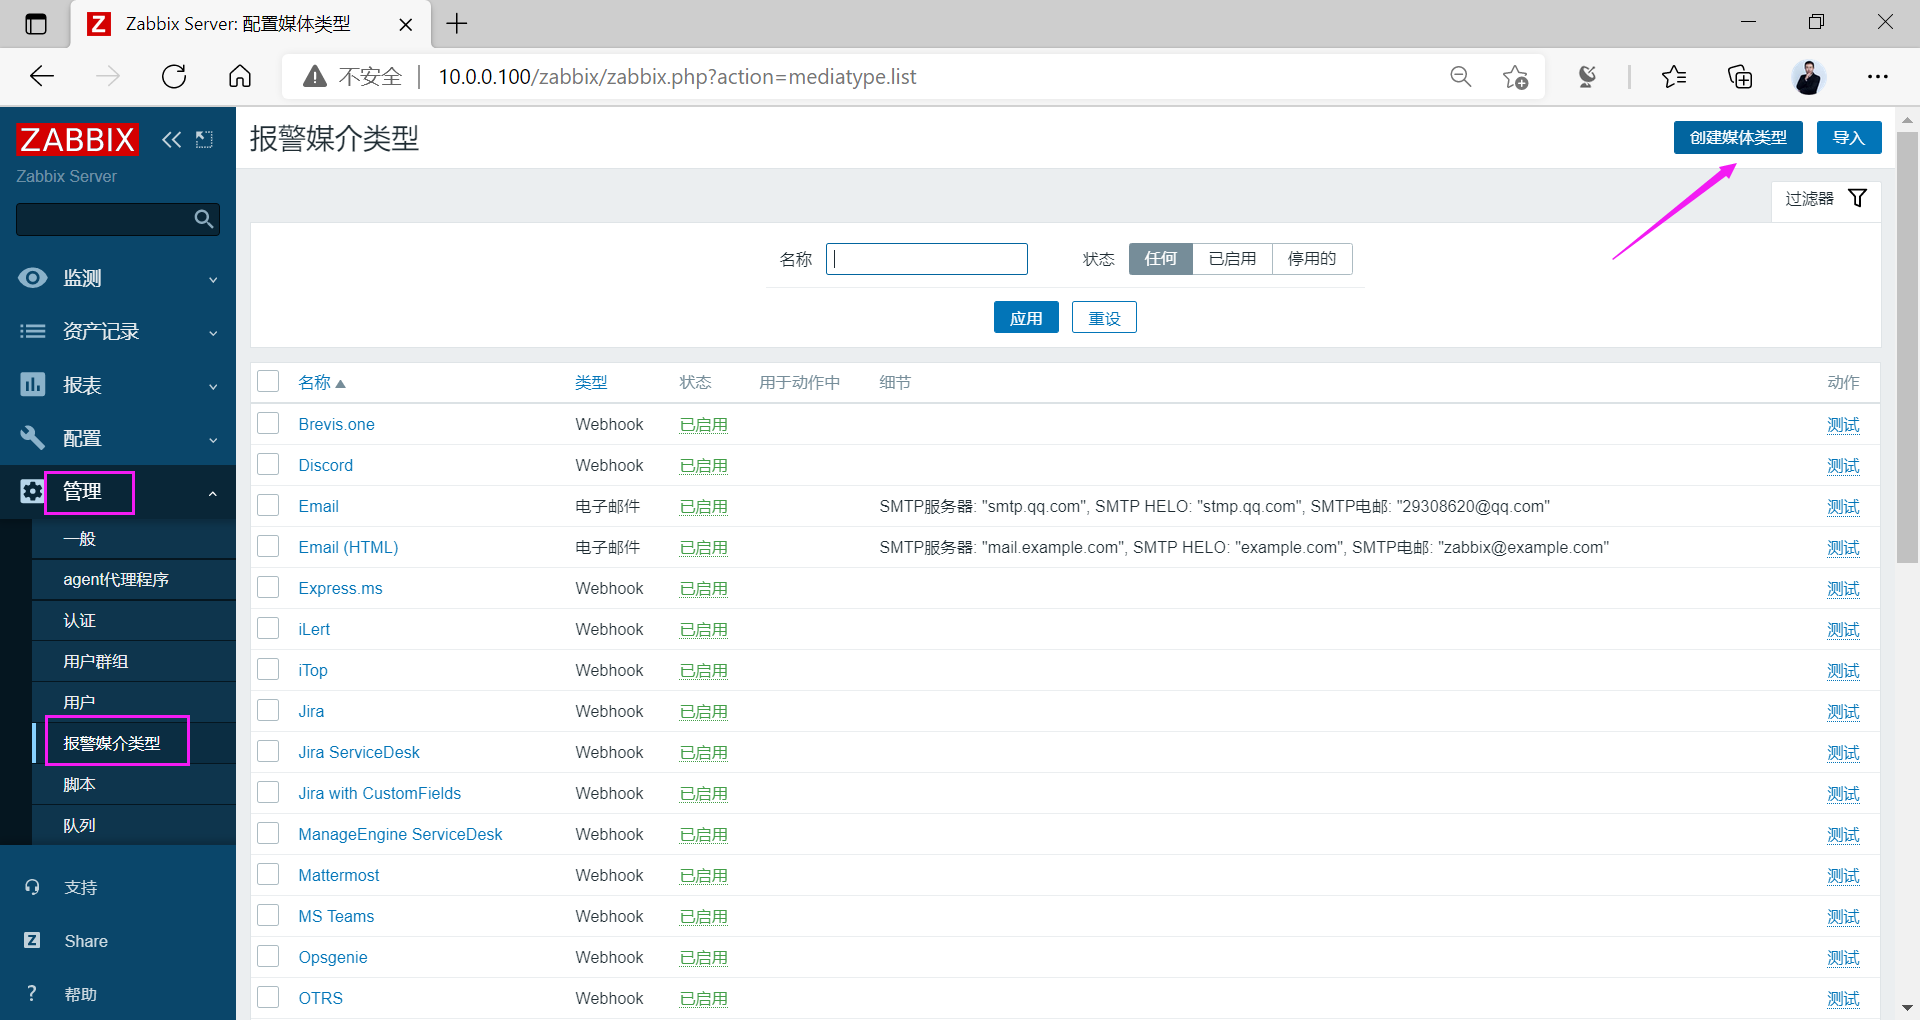 Zabbix Server: 配置媒体类型
不安全 10.0.0.100/zabbix/zabbix.php?action=mediatype.list
ZABBIX
Zabbix Server
监测
资产记录
报表
配置
管理
一般
agent代理程序
认证
用户群组
用户
报警媒介类型
脚本
队列
支持
Share
帮助
报警媒介类型 创建媒体类型 导入
过滤器
名称 状态 任何 已启用 停用的
应用 重设
名称 类型 状态 用于动作中 细节 动作
Brevis.one Webhook 已启用 测试
Discord Webhook 已启用 测试
Email 电子邮件 已启用 SMTP服务器: "smtp.qq.com", SMTP HELO: "stmp.qq.com", SMTP电邮: "29308620@qq.com" 测试
Email (HTML) 电子邮件 已启用 SMTP服务器: "mail.example.com", SMTP HELO: "example.com", SMTP电邮: "zabbix@example.com" 测试
Express.ms Webhook 已启用 测试
iLert Webhook 已启用 测试
iTop Webhook 已启用 测试
Jira Webhook 已启用 测试
Jira ServiceDesk Webhook 已启用 测试
Jira with CustomFields Webhook 已启用 测试
ManageEngine ServiceDesk Webhook 已启用 测试
Mattermost Webhook 已启用 测试
MS Teams Webhook 已启用 测试
Opsgenie Webhook 已启用 测试
OTRS Webhook 已启用 测试